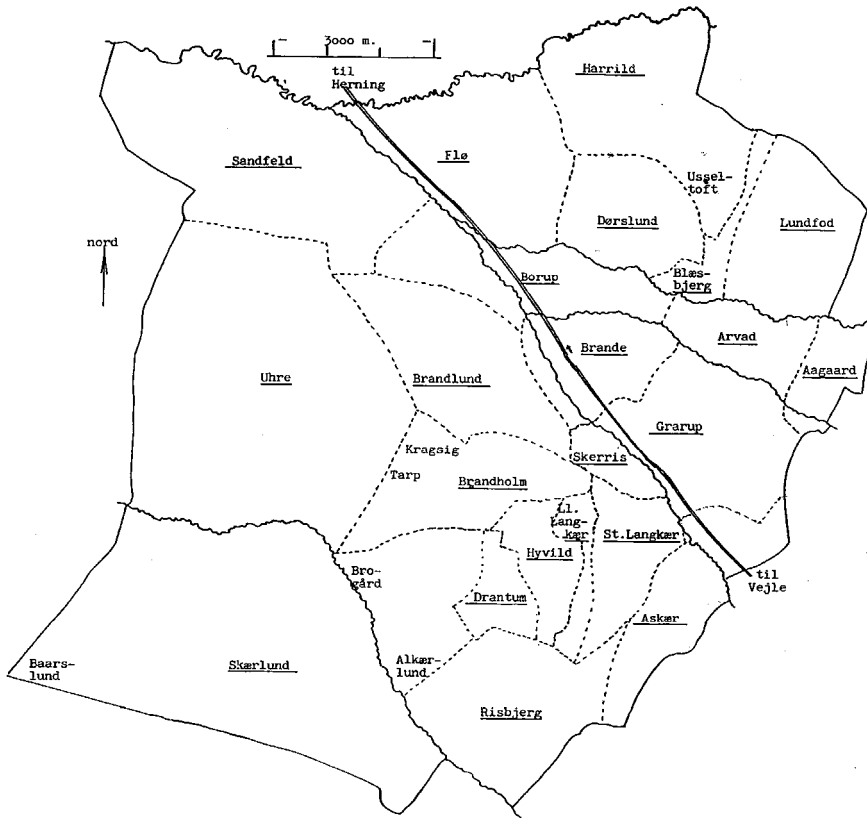 3000 m.
til
Herning
Harrild
Sandfeld
Flø
Ussel-
toft
Dørslund
Lundfod
nord
Borup
Blæs-
bjerg
Arvad
Brande
Aagaard
Uhre
Brandlund
Grarup
Kragsig
Skerris
Tarp
Brandholm
Ll.
Lang-
kær
St.Langkær
Hyvild
Bro-
gård
til
Vejle
Drantum
Askær
Baars-
lund
Skærlund
Alkær-
lund
Risbjerg